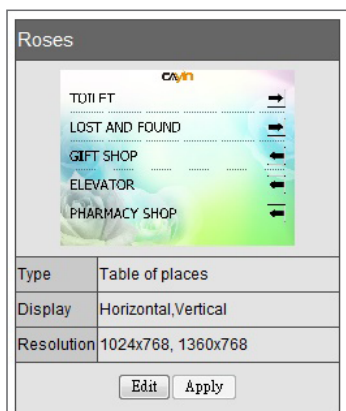 Roses
CAYIN
TOILET
LOST AND FOUND
GIFT SHOP
ELEVATOR
PHARMACY SHOP
Type Table of places
Display Horizontal,Vertical
Resolution 1024x768, 1360x768
Edit Apply